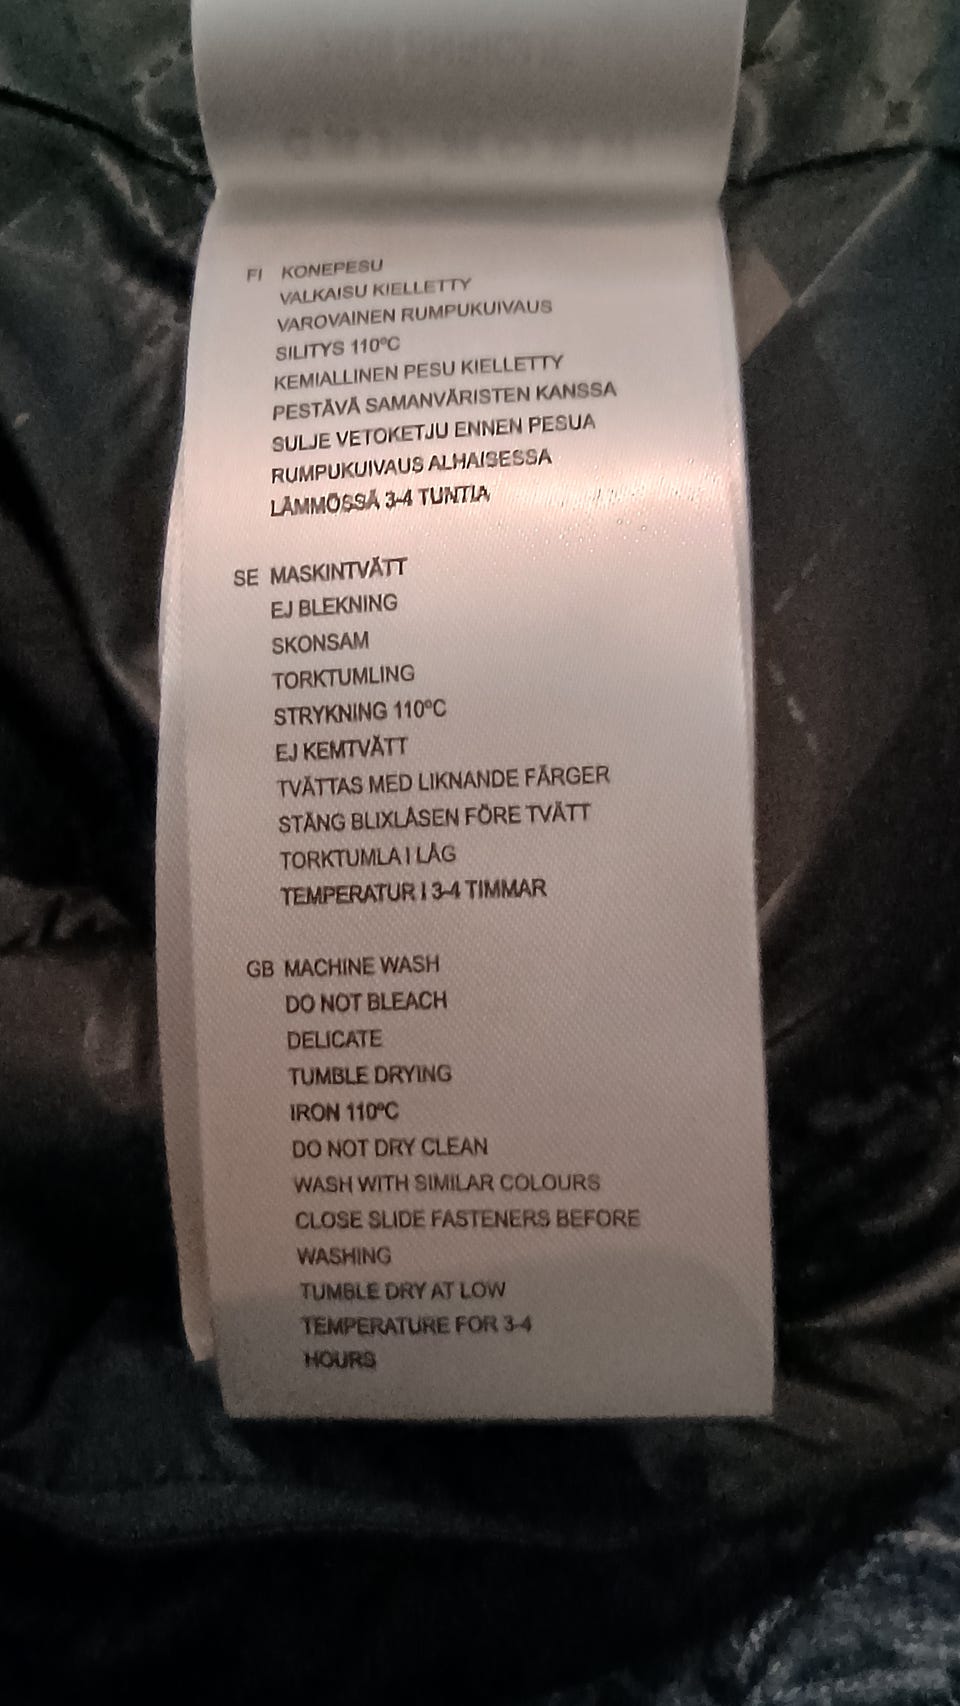 FI KONEPESU
VALKAISU KIELLETTY
VAROVAINEN RUMPUKUIVAUS
SILITYS 110ºC
KEMIALLINEN PESU KIELLETTY
PESTÄVÄ SAMANVÄRISTEN KANSSA
SULJE VETOKETJU ENNEN PESUA
RUMPUKUIVAUS ALHAISESSA
LÄMMÖSSÄ 3-4 TUNTIA
SE MASKINTVÄTT
EJ BLEKNING
SKONSAM
TORKTUMLING
STRYKNING 110ºC
EJ KEMTVÄTT
TVÄTTAS MED LIKNANDE FÄRGER
STÄNG BLIXLÅSEN FÖRE TVÄTT
TORKTUMLA I LÅG
TEMPERATUR I 3-4 TIMMAR
GB MACHINE WASH
DO NOT BLEACH
DELICATE
TUMBLE DRYING
IRON 110ºC
DO NOT DRY CLEAN
WASH WITH SIMILAR COLOURS
CLOSE SLIDE FASTENERS BEFORE
WASHING
TUMBLE DRY AT LOW
TEMPERATURE FOR 3-4
HOURS